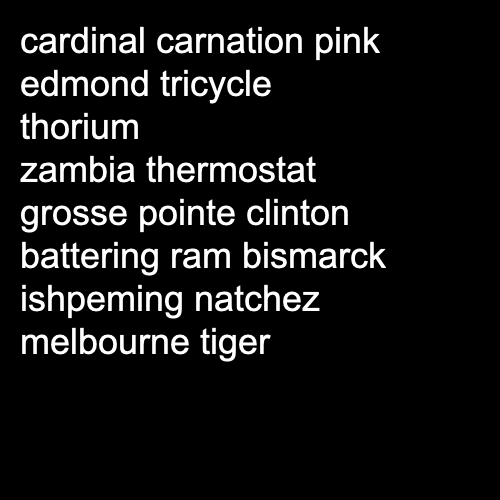 cardinal carnation pink
edmond tricycle
thorium
zambia thermostat
grosse pointe clinton
battering ram bismarck
ishpeming natchez
melbourne tiger